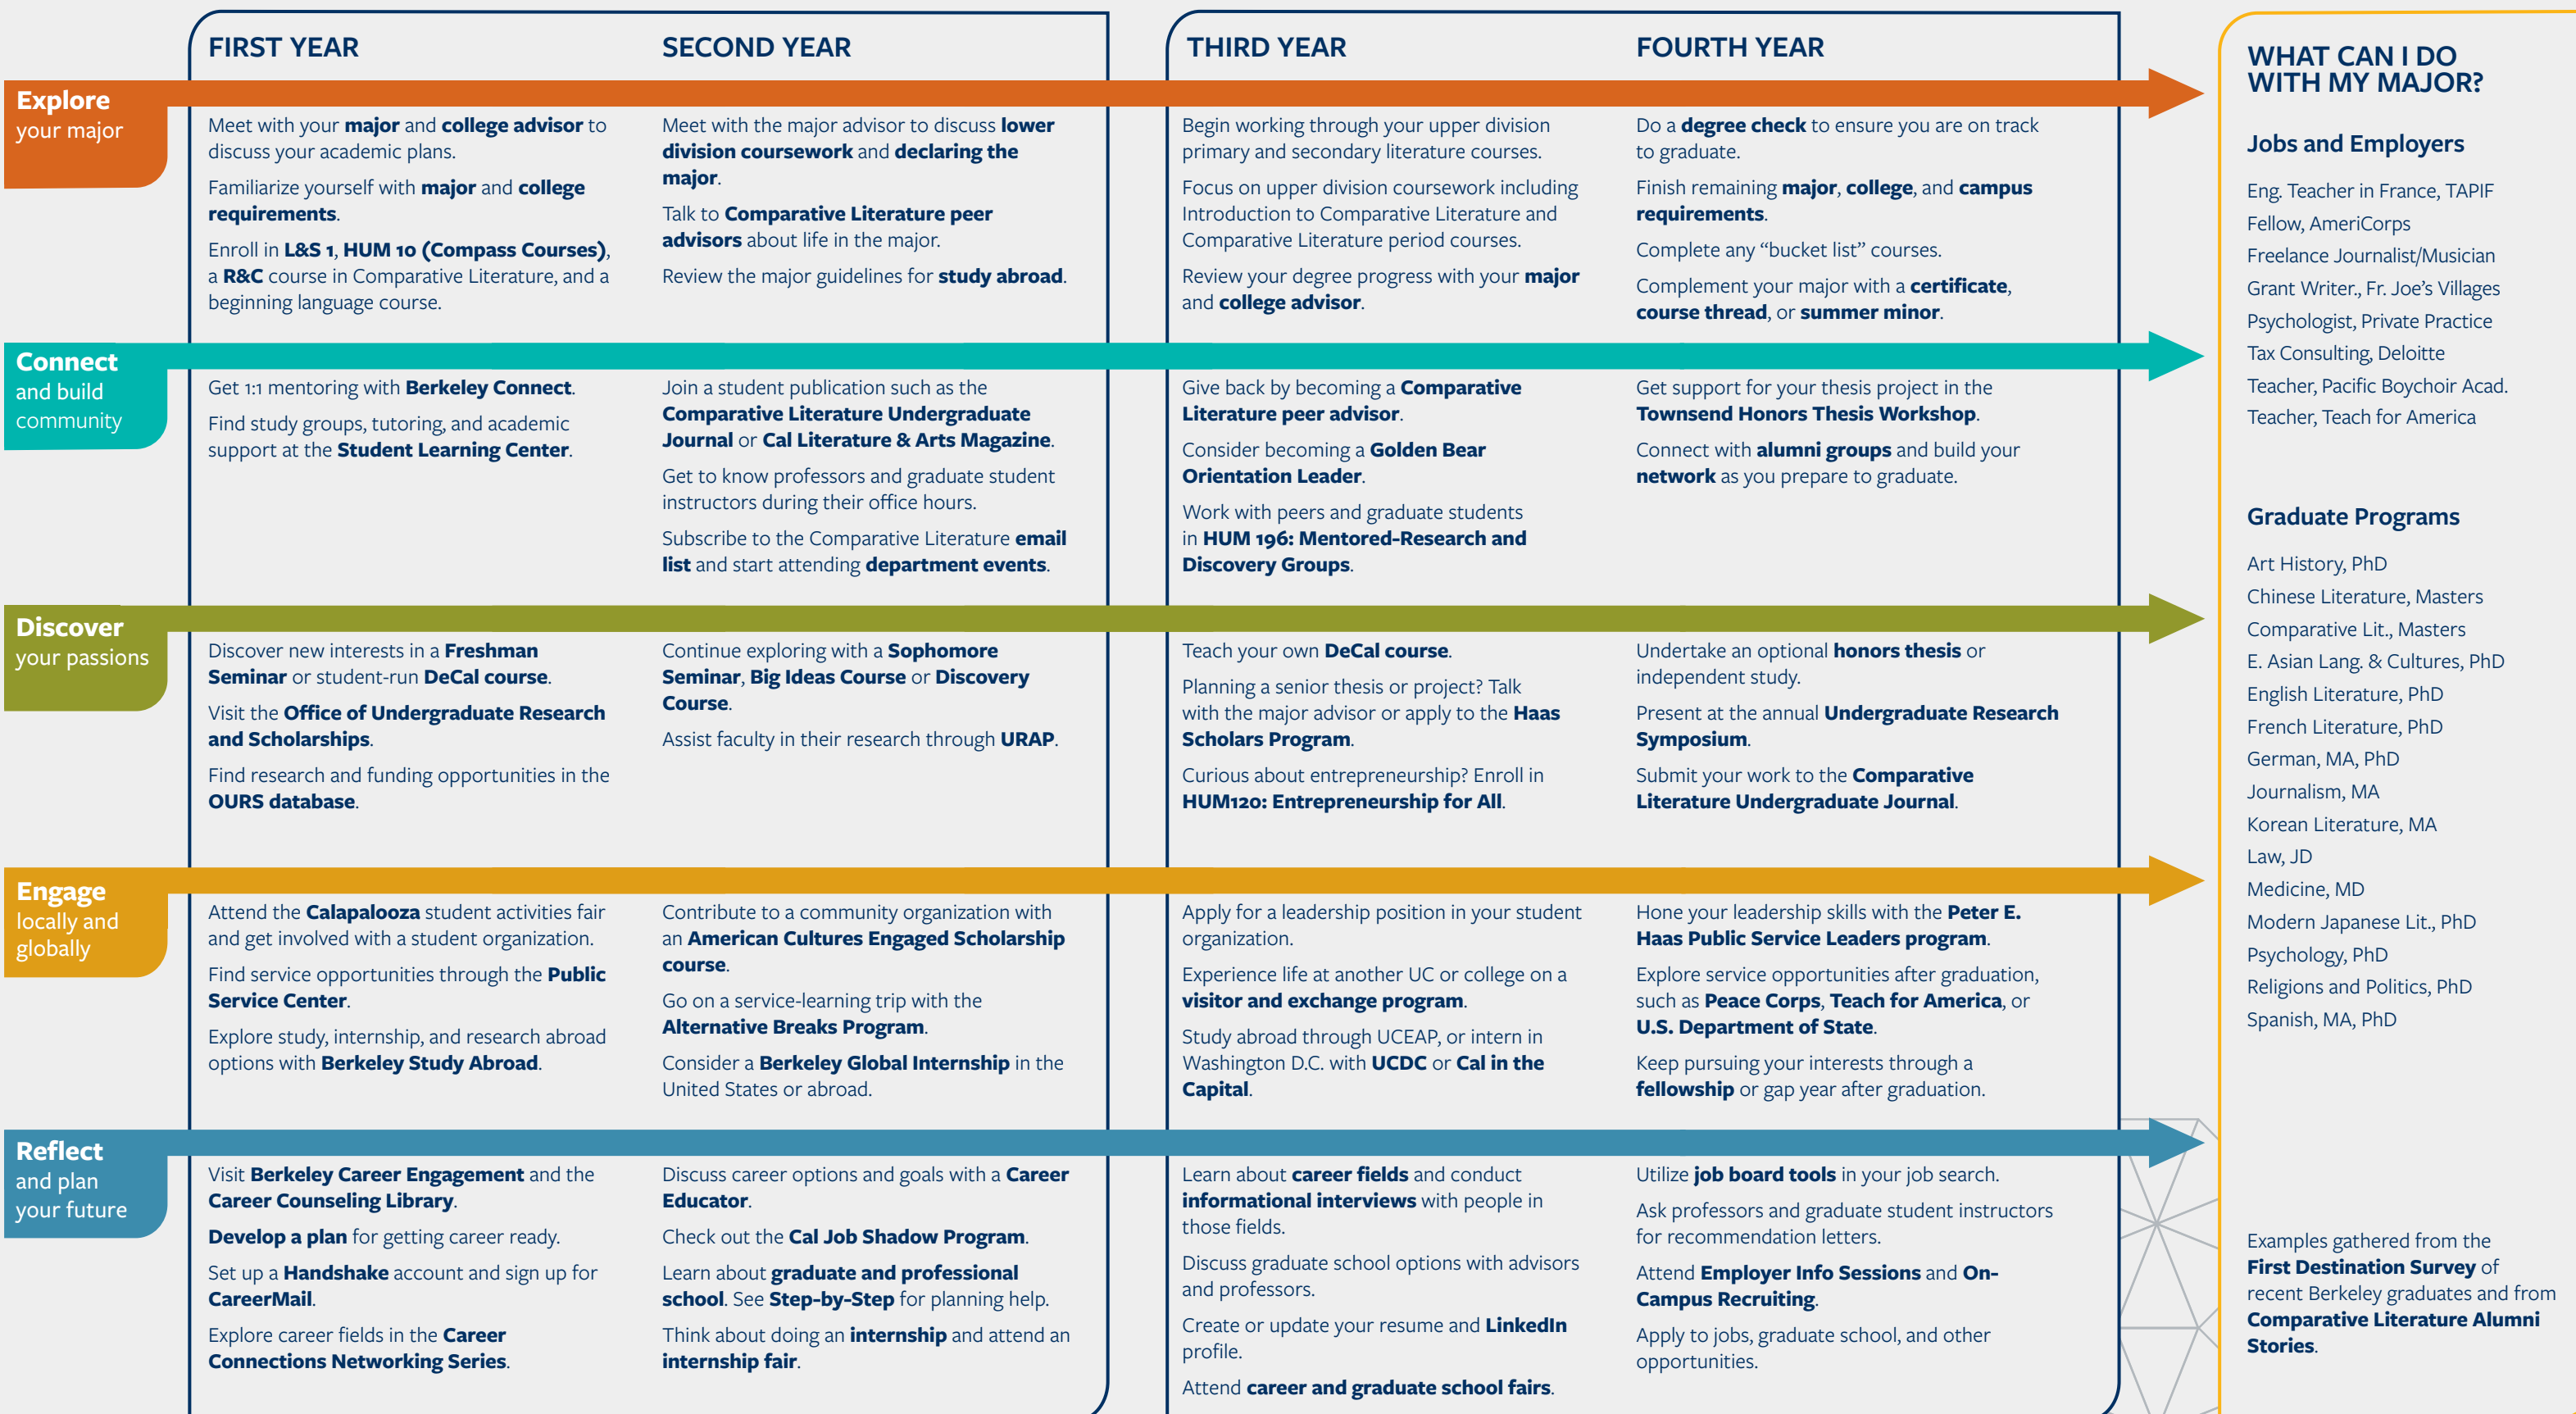 FIRST YEAR
SECOND YEAR
THIRD YEAR
FOURTH YEAR
Explore
your major
Meet with your major and college advisor to
discuss your academic plans.
Familiarize yourself with major and college
requirements.
Enroll in L&S 1, HUM 10 (Compass Courses),
a R&C course in Comparative Literature, and a
beginning language course.
Meet with the major advisor to discuss lower
division coursework and declaring the
major.
Talk to Comparative Literature peer
advisors about life in the major.
Review the major guidelines for study abroad.
Begin working through your upper division
primary and secondary literature courses.
Focus on upper division coursework including
Introduction to Comparative Literature and
Comparative Literature period courses.
Review your degree progress with your major
and college advisor.
Do a degree check to ensure you are on track
to graduate.
Finish remaining major, college, and campus
requirements.
Complete any “bucket list” courses.
Complement your major with a certificate,
course thread, or summer minor.
Connect
and build
community
Get 1:1 mentoring with Berkeley Connect.
Find study groups, tutoring, and academic
support at the Student Learning Center.
Join a student publication such as the
Comparative Literature Undergraduate
Journal or Cal Literature & Arts Magazine.
Get to know professors and graduate student
instructors during their office hours.
Subscribe to the Comparative Literature email
list and start attending department events.
Give back by becoming a Comparative
Literature peer advisor.
Consider becoming a Golden Bear
Orientation Leader.
Work with peers and graduate students
in HUM 196: Mentored-Research and
Discovery Groups.
Get support for your thesis project in the
Townsend Honors Thesis Workshop.
Connect with alumni groups and build your
network as you prepare to graduate.
Discover
your passions
Discover new interests in a Freshman
Seminar or student-run DeCal course.
Visit the Office of Undergraduate Research
and Scholarships.
Find research and funding opportunities in the
OURS database.
Continue exploring with a Sophomore
Seminar, Big Ideas Course or Discovery
Course.
Assist faculty in their research through URAP.
Teach your own DeCal course.
Planning a senior thesis or project? Talk
with the major advisor or apply to the Haas
Scholars Program.
Curious about entrepreneurship? Enroll in
HUM120: Entrepreneurship for All.
Undertake an optional honors thesis or
independent study.
Present at the annual Undergraduate Research
Symposium.
Submit your work to the Comparative
Literature Undergraduate Journal.
Engage
locally and
globally
Attend the Calapalooza student activities fair
and get involved with a student organization.
Find service opportunities through the Public
Service Center.
Explore study, internship, and research abroad
options with Berkeley Study Abroad.
Contribute to a community organization with
an American Cultures Engaged Scholarship
course.
Go on a service-learning trip with the
Alternative Breaks Program.
Consider a Berkeley Global Internship in the
United States or abroad.
Apply for a leadership position in your student
organization.
Experience life at another UC or college on a
visitor and exchange program.
Study abroad through UCEAP, or intern in
Washington D.C. with UCDC or Cal in the
Capital.
Hone your leadership skills with the Peter E.
Haas Public Service Leaders program.
Explore service opportunities after graduation,
such as Peace Corps, Teach for America, or
U.S. Department of State.
Keep pursuing your interests through a
fellowship or gap year after graduation.
Reflect
and plan
your future
Visit Berkeley Career Engagement and the
Career Counseling Library.
Develop a plan for getting career ready.
Set up a Handshake account and sign up for
CareerMail.
Explore career fields in the Career
Connections Networking Series.
Discuss career options and goals with a Career
Educator.
Check out the Cal Job Shadow Program.
Learn about graduate and professional
school. See Step-by-Step for planning help.
Think about doing an internship and attend an
internship fair.
Learn about career fields and conduct
informational interviews with people in
those fields.
Discuss graduate school options with advisors
and professors.
Create or update your resume and LinkedIn
profile.
Attend career and graduate school fairs.
Utilize job board tools in your job search.
Ask professors and graduate student instructors
for recommendation letters.
Attend Employer Info Sessions and On-
Campus Recruiting.
Apply to jobs, graduate school, and other
opportunities.
WHAT CAN I DO
WITH MY MAJOR?
Jobs and Employers
Eng. Teacher in France, TAPIF
Fellow, AmeriCorps
Freelance Journalist/Musician
Grant Writer., Fr. Joe’s Villages
Psychologist, Private Practice
Tax Consulting, Deloitte
Teacher, Pacific Boychoir Acad.
Teacher, Teach for America
Graduate Programs
Art History, PhD
Chinese Literature, Masters
Comparative Lit., Masters
E. Asian Lang. & Cultures, PhD
English Literature, PhD
French Literature, PhD
German, MA, PhD
Journalism, MA
Korean Literature, MA
Law, JD
Medicine, MD
Modern Japanese Lit., PhD
Psychology, PhD
Religions and Politics, PhD
Spanish, MA, PhD
Examples gathered from the
First Destination Survey of
recent Berkeley graduates and from
Comparative Literature Alumni
Stories.